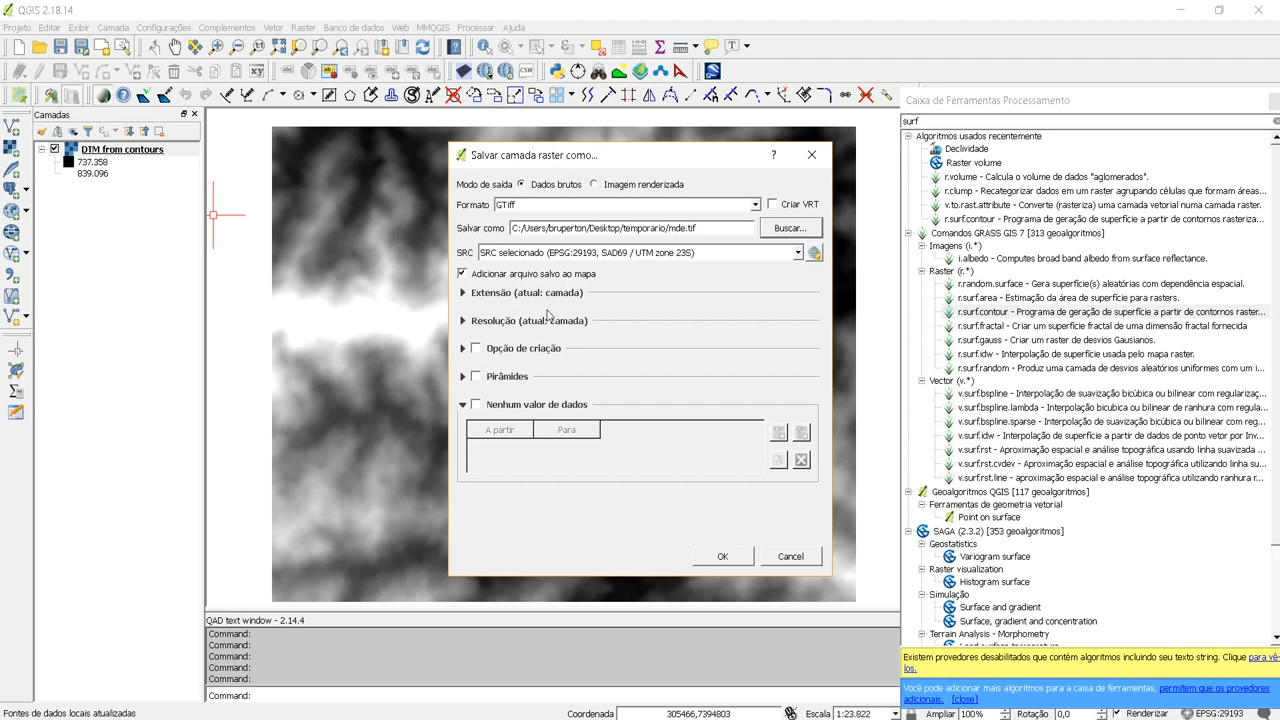 QGIS 2.18.14
Projeto Editar Exibir Camada Configurações Complementos Vetor Raster Banco de dados Web MMQGIS Processar Ajuda
CSW
Camadas
DTM from contours
737.358
839.096
Salvar camada raster como...
Modo de saída Dados brutos Imagem renderizada
Formato GTiff Criar VRT
Salvar como C:/Users/bruperton/Desktop/temporario/mde.tif Buscar...
SRC SRC selecionado (EPSG:29193, SAD69 / UTM zone 23S)
Adicionar arquivo salvo ao mapa
Extensão (atual: camada)
Resolução (atual: camada)
Opção de criação
Pirâmides
Nenhum valor de dados
A partir Para
OK Cancel
Caixa de Ferramentas Processamento
surf
Algoritmos usados recentemente
Declividade
Raster volume
r.volume - Calcula o volume de dados "aglomerados".
r.clump - Recategorizar dados em um raster agrupando células que formam áreas...
v.to.rast.attribute - Converte (rasteriza) uma camada vetorial numa camada raster.
r.surf.contour - Programa de geração de superfície a partir de contornos rasteriza...
Comandos GRASS GIS 7 [313 geoalgoritmos]
Imagens (i.*)
i.albedo - Computes broad band albedo from surface reflectance.
Raster (r.*)
r.random.surface - Gera superfície(s) aleatórias com dependência espacial.
r.surf.area - Estimação da área de superfície para rasters.
r.surf.contour - Programa de geração de superfície a partir de contornos raster...
r.surf.fractal - Criar um superfície fractal de uma dimensão fractal fornecida
r.surf.gauss - Criar um raster de desvios Gausianos.
r.surf.idw - Interpolação de superfície usada pelo mapa raster.
r.surf.random - Produz uma camada de desvios aleatórios uniformes com um i...
Vector (v.*)
v.surf.bspline - Interpolação de suavização bicúbica ou bilinear com regularizaç...
v.surf.bspline.lambda - Interpolação bicubica ou bilinear de ranhura com regula...
v.surf.bspline.sparse - Interpolação de suavização bicúbica ou bilinear com regula...
v.surf.idw - Interpolação de superfície a partir de dados de ponto vetor por Inv...
v.surf.rst - Aproximação espacial e análise topográfica usando linha suavizada ...
v.surf.rst.cvdev - Aproximação espacial e análise topográfica utilizando linha su...
v.surf.rst.line - aproximação espacial e análise topográfica utilizando ranhura r...
Geoalgoritmos QGIS [117 geoalgoritmos]
Ferramentas de geometria vetorial
Point on surface
SAGA (2.3.2) [353 geoalgoritmos]
Geostatistics
Variogram surface
Raster visualization
Histogram surface
Simulação
Surface and gradient
Surface, gradient and concentration
Terrain Analysis - Morphometry
Existem provedores desabilitados que contêm algoritmos incluindo seu texto string. Clique para vê-los.
Você pode adicionar mais algoritmos para a caixa de ferramentas, permitem que os provedores adicionais. [close]
QAD text window - 2.14.4
Command:
Command:
Command:
Command:
Command:
Command:
Fontes de dados locais atualizadas Coordenada 305466,7394803 Escala 1:23.822 Ampliar 100% Rotação 0,0 Renderizar EPSG:29193